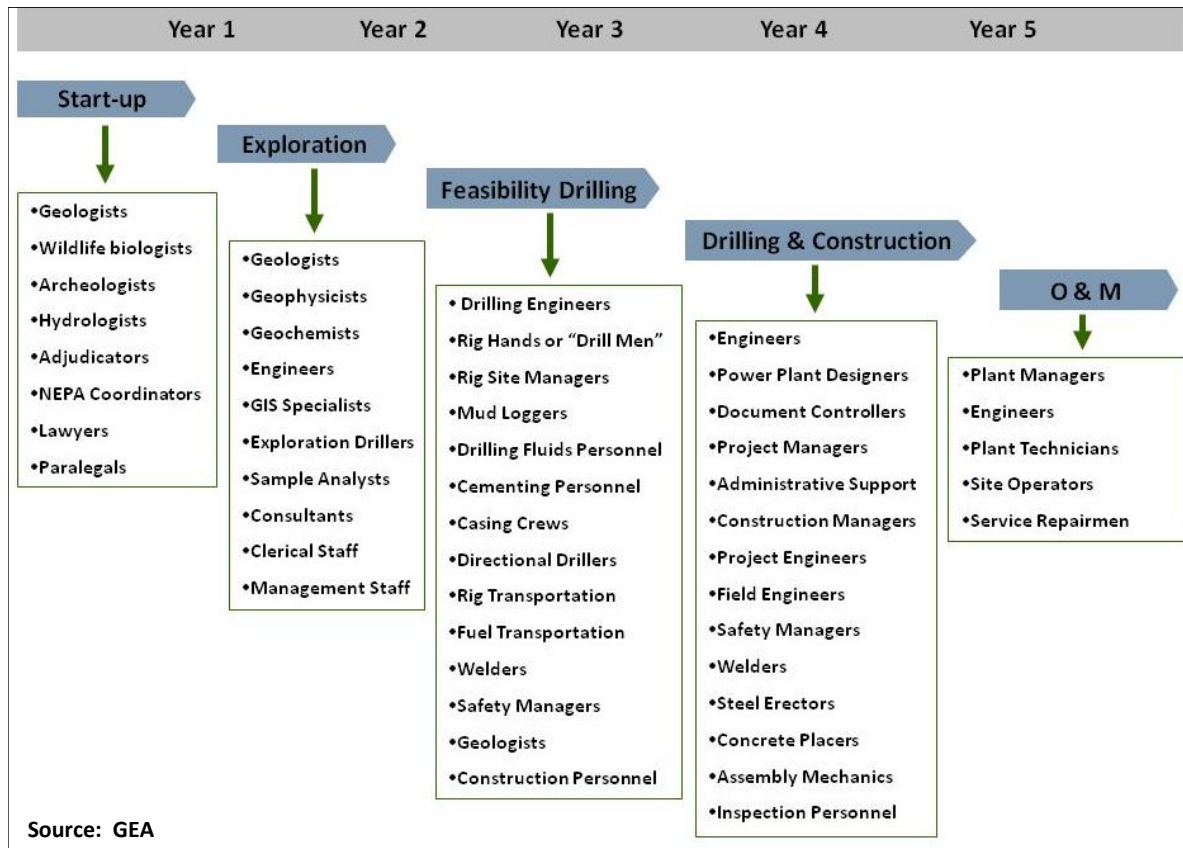 Year 1 Year 2 Year 3 Year 4 Year 5
Start-up
•Geologists
•Wildlife biologists
•Archeologists
•Hydrologists
•Adjudicators
•NEPA Coordinators
•Lawyers
•Paralegals
Exploration
•Geologists
•Geophysicists
•Geochemists
•Engineers
•GIS Specialists
•Exploration Drillers
•Sample Analysts
•Consultants
•Clerical Staff
•Management Staff
Feasibility Drilling
• Drilling Engineers
•Rig Hands or “Drill Men”
•Rig Site Managers
•Mud Loggers
•Drilling Fluids Personnel
•Cementing Personnel
•Casing Crews
•Directional Drillers
•Rig Transportation
•Fuel Transportation
•Welders
•Safety Managers
•Geologists
•Construction Personnel
Drilling & Construction
•Engineers
•Power Plant Designers
•Document Controllers
•Project Managers
•Administrative Support
•Construction Managers
•Project Engineers
•Field Engineers
•Safety Managers
•Welders
•Steel Erectors
•Concrete Placers
•Assembly Mechanics
•Inspection Personnel
O & M
•Plant Managers
•Engineers
•Plant Technicians
•Site Operators
•Service Repairmen
Source: GEA